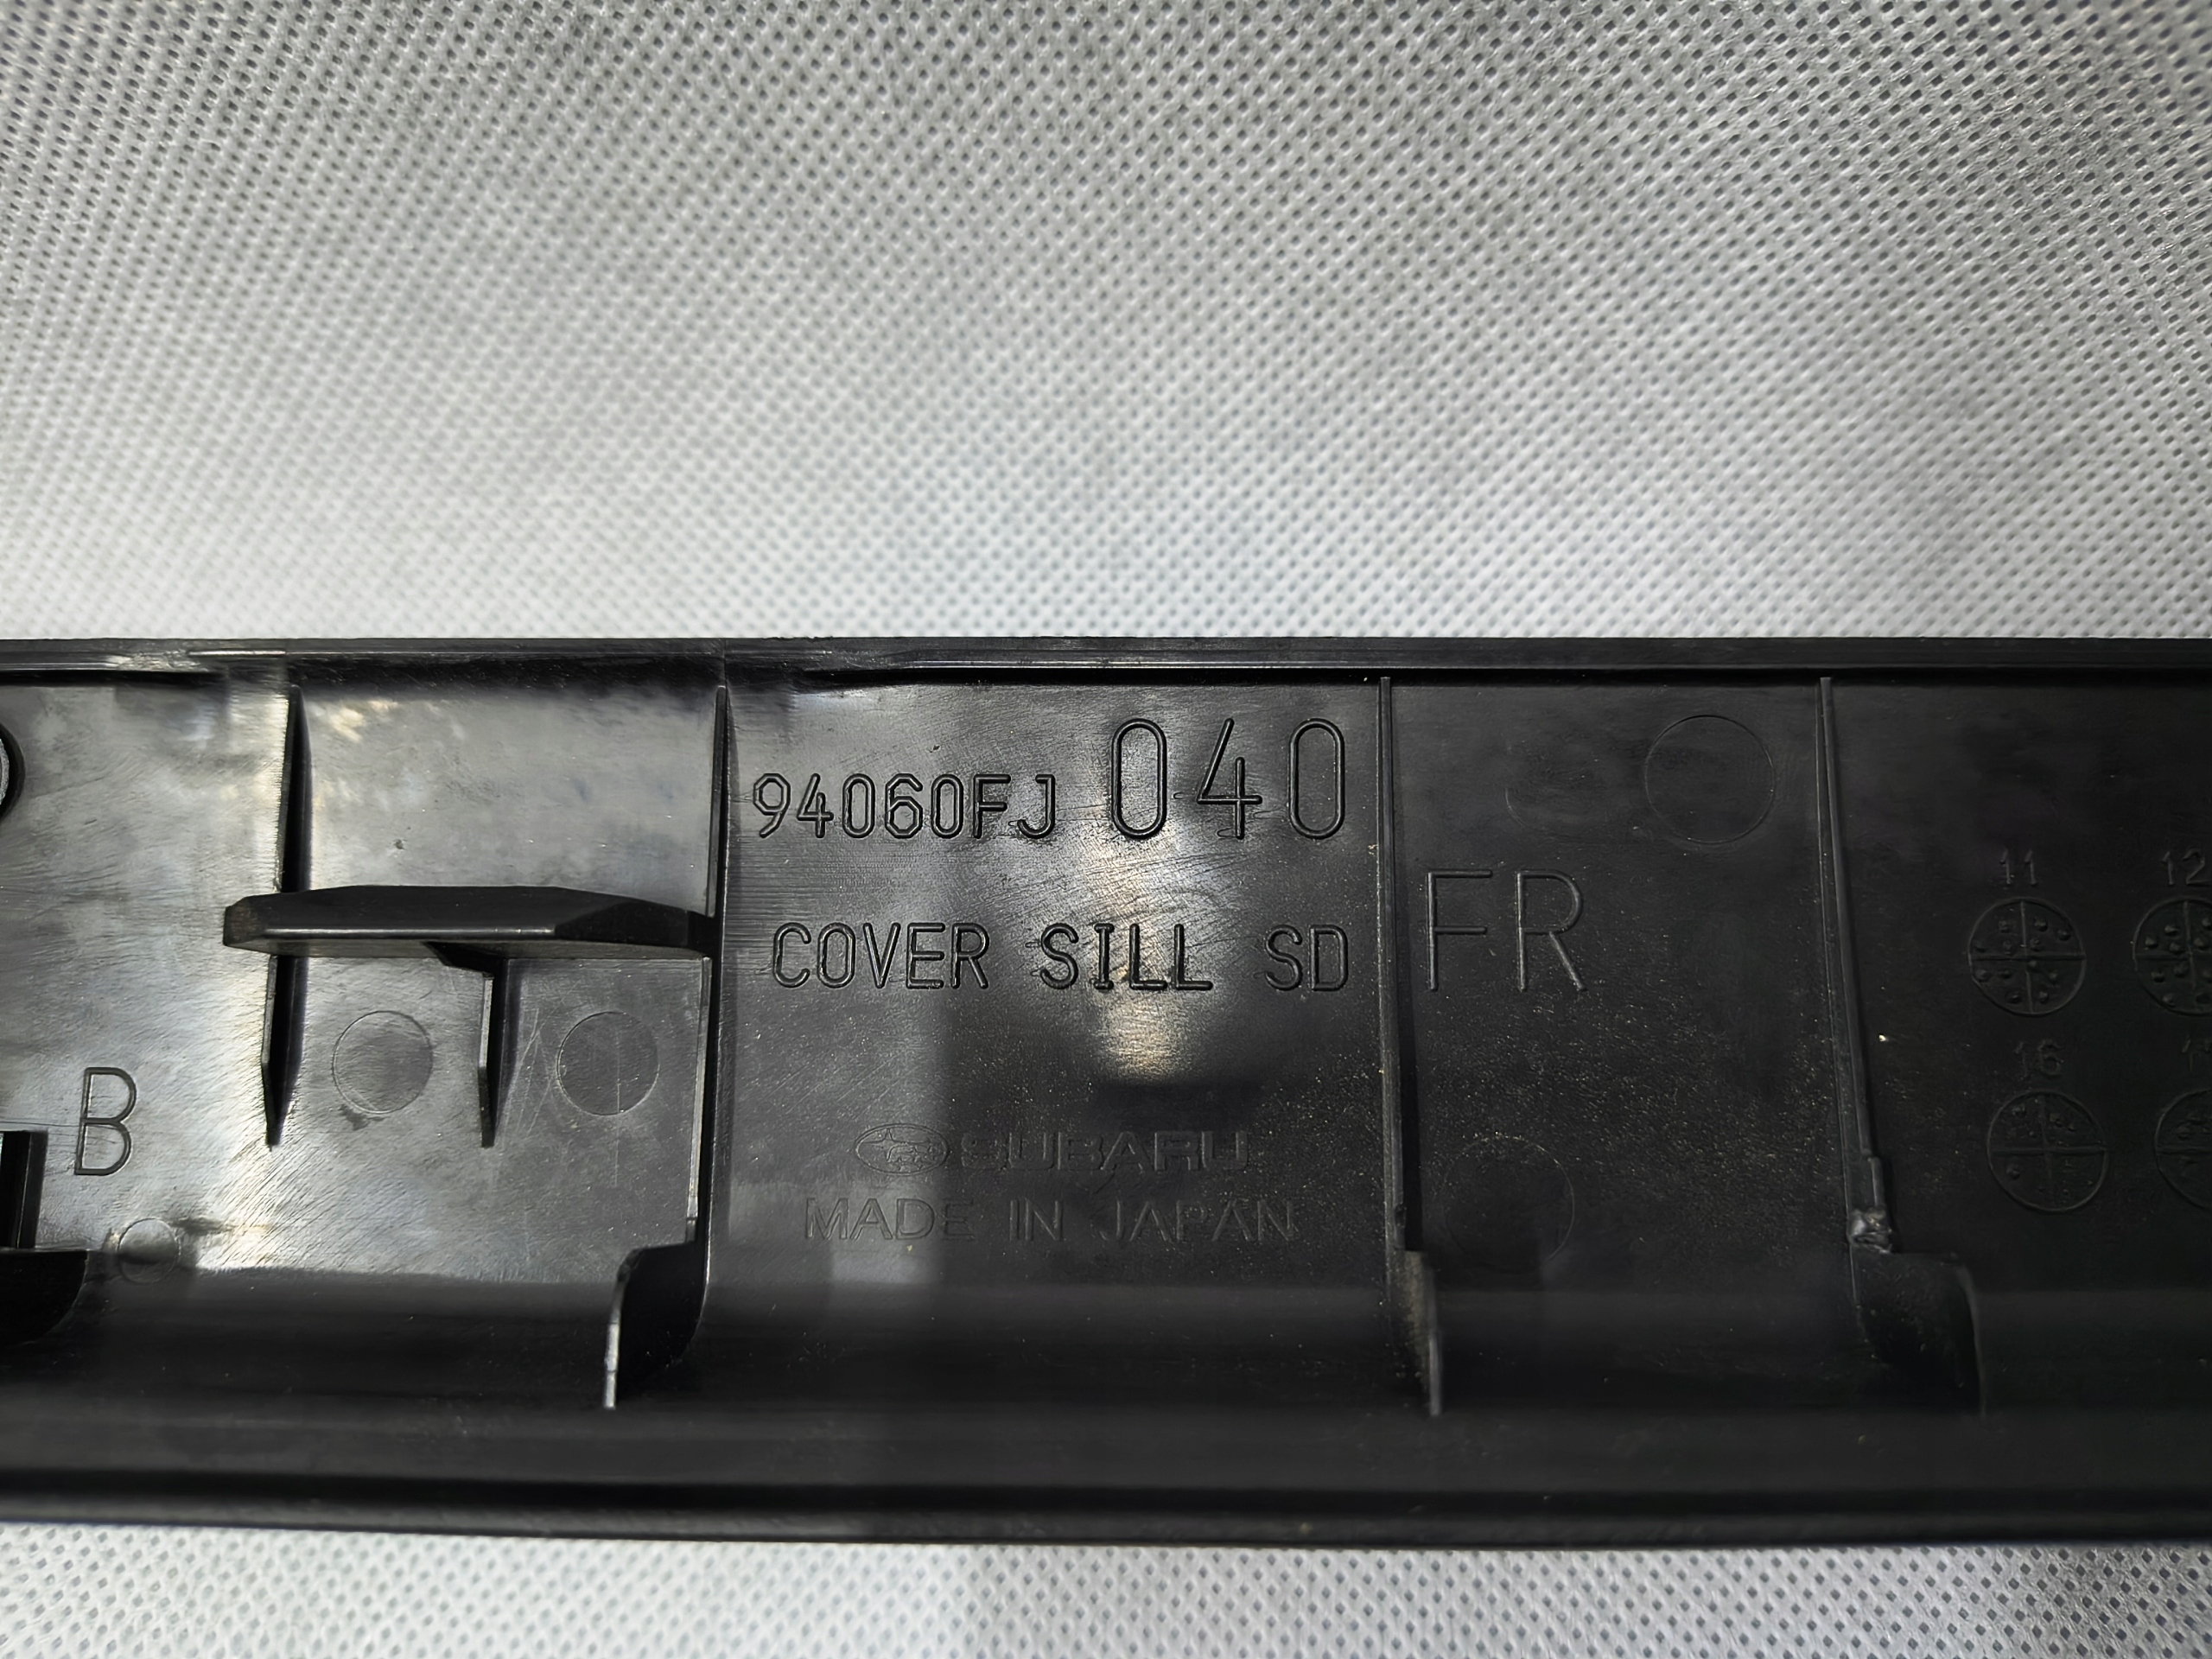 94060FJ 040
COVER SILL SD
FR
B
SUBARU
MADE IN JAPAN
11 12
16